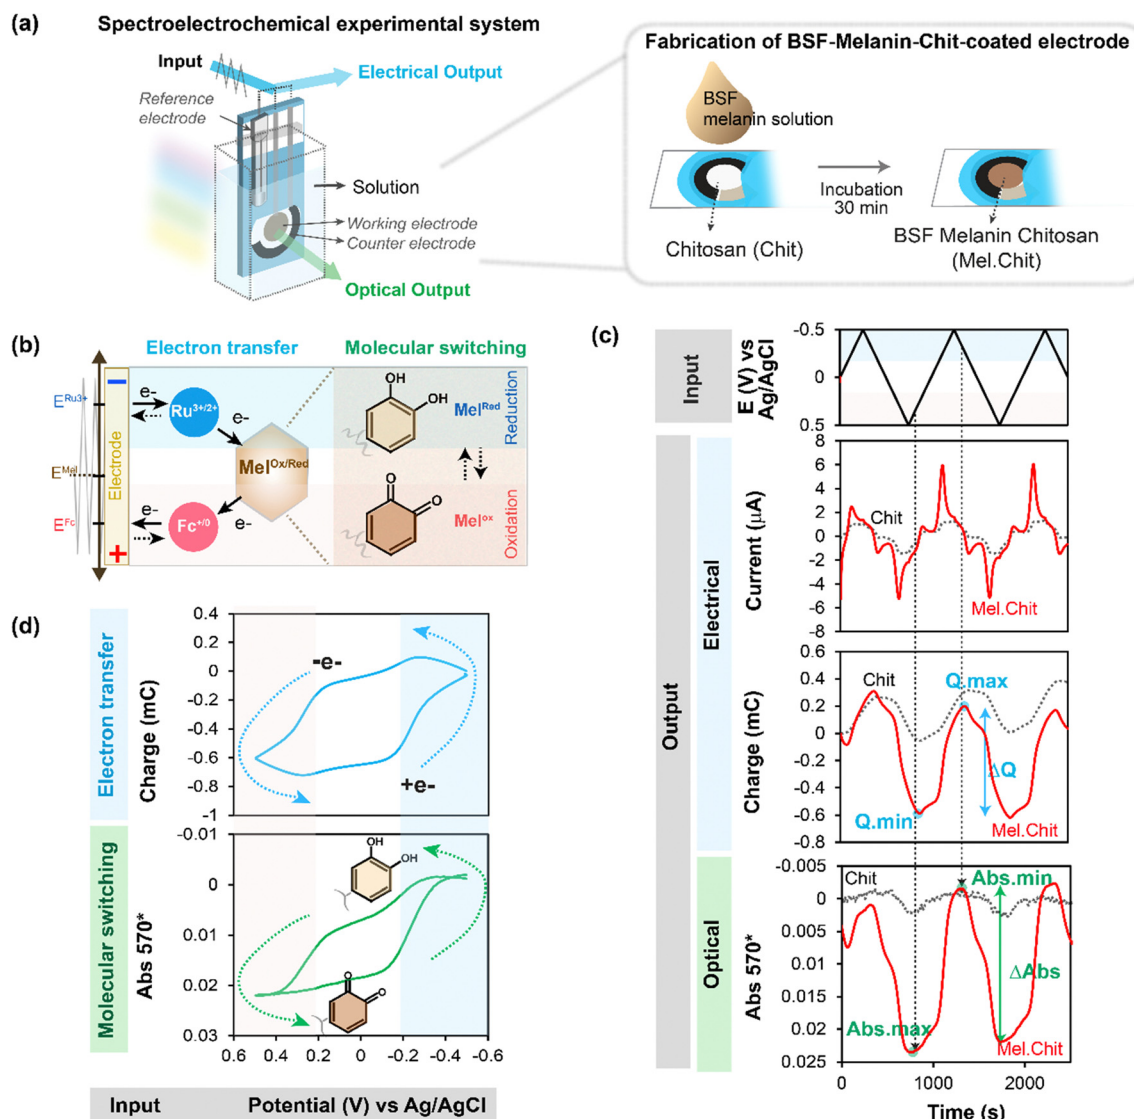 (a)
Spectroelectrochemical experimental system
Input
Electrical Output
Reference
electrode
Solution
Working electrode
Counter electrode
Optical Output
Fabrication of BSF-Melanin-Chit-coated electrode
BSF
melanin solution
Incubation
30 min
Chitosan (Chit)
BSF Melanin Chitosan
(Mel.Chit)
(b)
Electron transfer
Molecular switching
E^Ru3+
E^Mel
E^Fc
Electrode
e-
Ru^3+/2+
e-
Mel^Ox/Red
e-
Fc^+/0
e-
OH
OH
Mel^Red
Reduction
O
O
Mel^ox
Oxidation
(c)
Input
E (V) vs
Ag/AgCl
-0.5
0
0.5
Output
Electrical
Current (µA)
8
6
4
2
0
-2
-4
-6
-8
Chit
Mel.Chit
Charge (mC)
0.6
0.4
0.2
0
-0.2
-0.4
-0.6
-0.8
Chit
Q.max
ΔQ
Q.min
Mel.Chit
Optical
Abs 570*
-0.005
0
0.005
0.01
0.015
0.02
0.025
Chit
Abs.min
ΔAbs
Abs.max
Mel.Chit
0
1000
2000
Time (s)
(d)
Electron transfer
Charge (mC)
0.4
0.2
0
-0.2
-0.4
-0.6
-0.8
-1
-e-
+e-
Molecular switching
Abs 570*
-0.01
0
0.01
0.02
0.03
OH
OH
O
O
0.6
0.4
0.2
0
-0.2
-0.4
-0.6
Input
Potential (V) vs Ag/AgCl